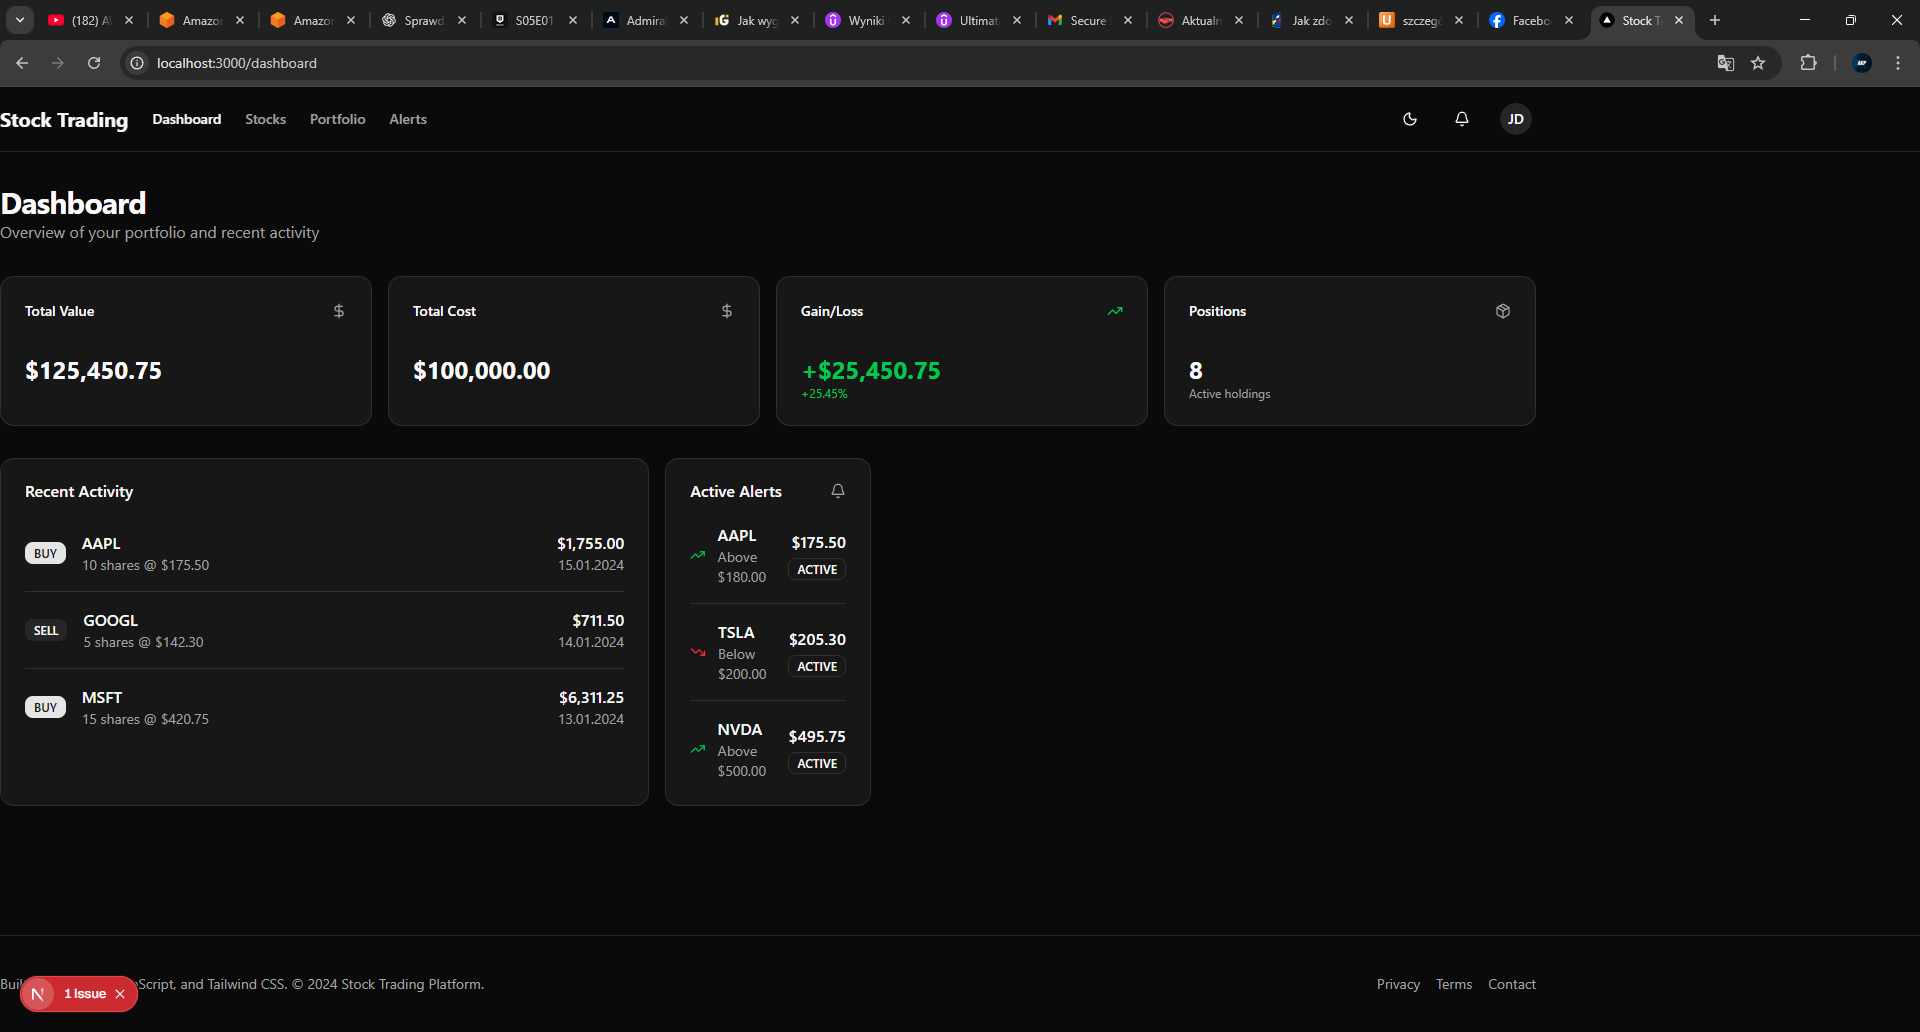 (182) A
Amazon
Amazon
Sprawd
S05E01
Admira
Jak wyg
Wyniki
Ultimat
Secure
Aktualn
Jak zdo
szczegó
Facebo
Stock T
localhost:3000/dashboard
Stock Trading
Dashboard
Stocks
Portfolio
Alerts
JD
Dashboard
Overview of your portfolio and recent activity
Total Value
$125,450.75
Total Cost
$100,000.00
Gain/Loss
+$25,450.75
+25.45%
Positions
8
Active holdings
Recent Activity
BUY
AAPL
10 shares @ $175.50
$1,755.00
15.01.2024
SELL
GOOGL
5 shares @ $142.30
$711.50
14.01.2024
BUY
MSFT
15 shares @ $420.75
$6,311.25
13.01.2024
Active Alerts
AAPL
Above
$180.00
$175.50
ACTIVE
TSLA
Below
$200.00
$205.30
ACTIVE
NVDA
Above
$500.00
$495.75
ACTIVE
Script, and Tailwind CSS. © 2024 Stock Trading Platform.
Privacy
Terms
Contact
N
1 Issue